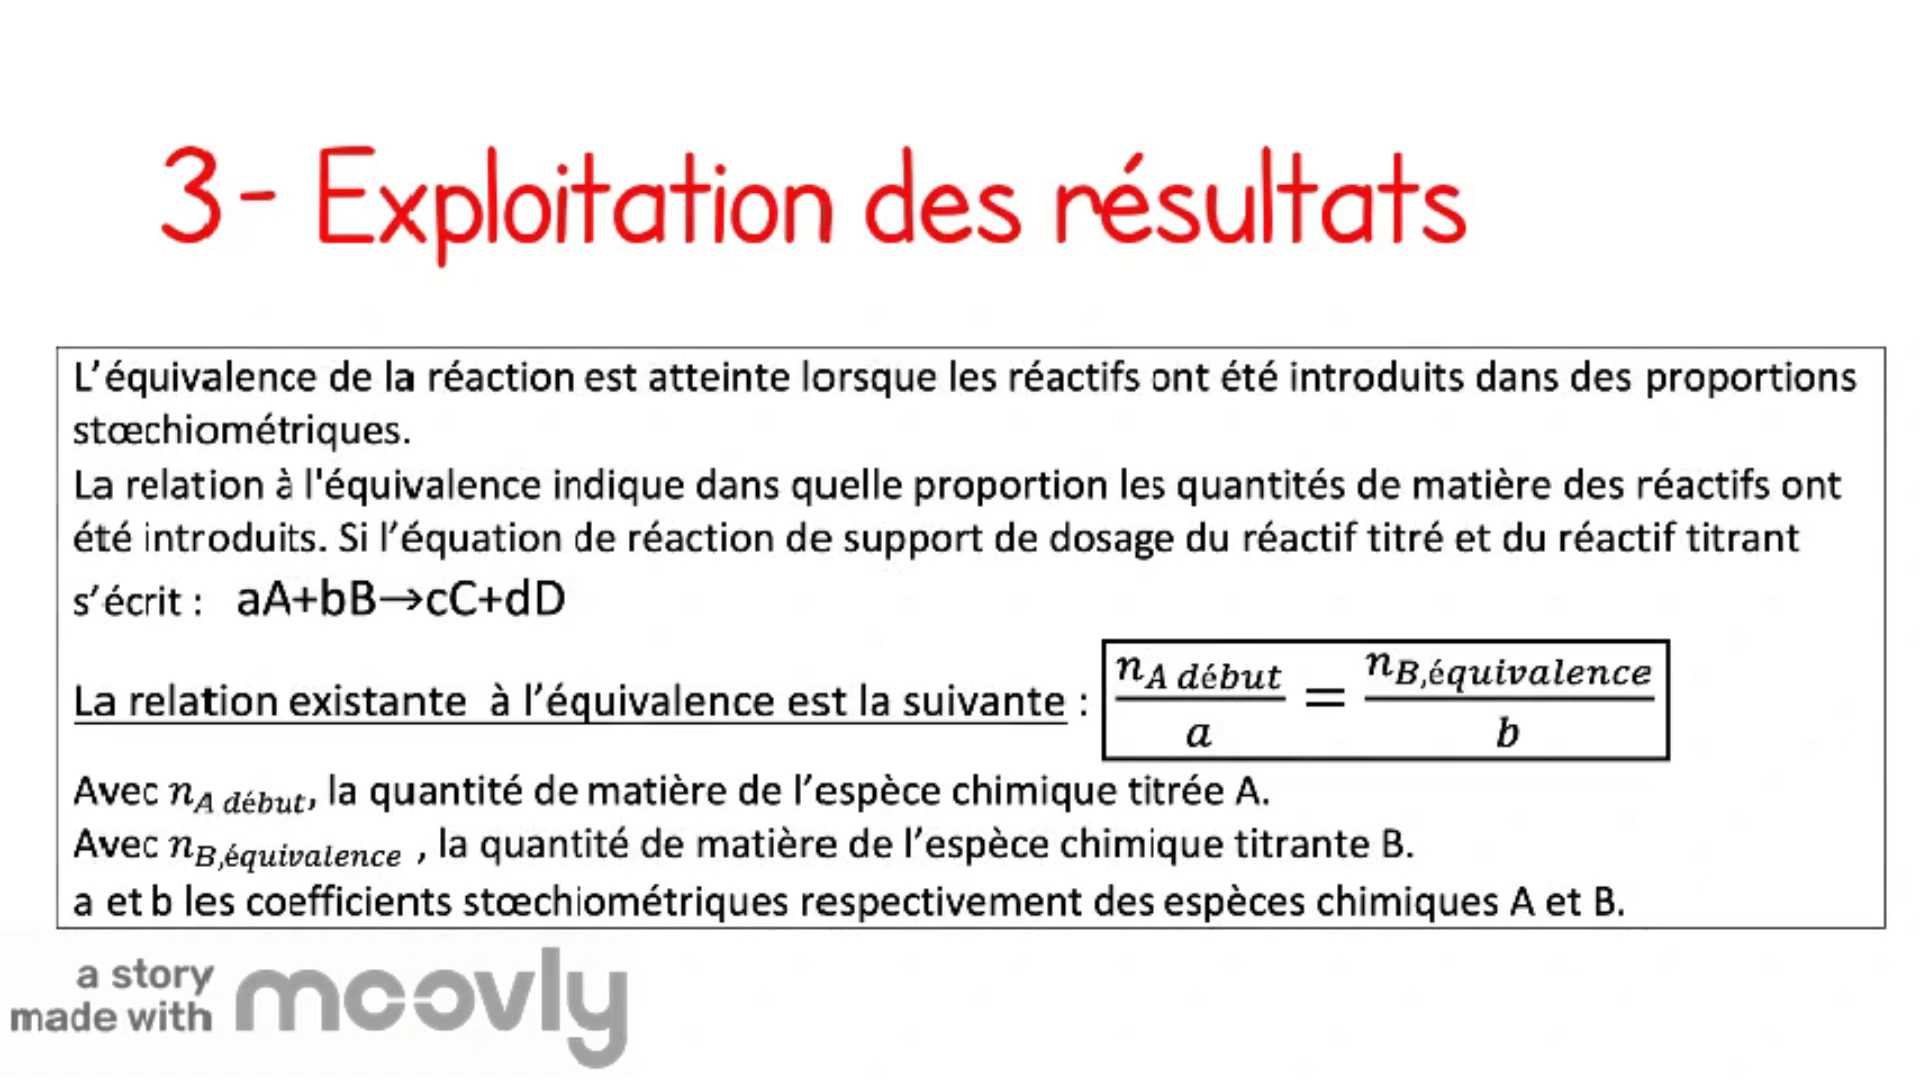 3- Exploitation des résultats
L’équivalence de la réaction est atteinte lorsque les réactifs ont été introduits dans des proportions
stœchiométriques.
La relation à l'équivalence indique dans quelle proportion les quantités de matière des réactifs ont
été introduits. Si l’équation de réaction de support de dosage du réactif titré et du réactif titrant
s’écrit : aA+bB→cC+dD
La relation existante à l’équivalence est la suivante : n_{A début}/a = n_{B,équivalence}/b
Avec n_{A début}, la quantité de matière de l’espèce chimique titrée A.
Avec n_{B,équivalence} , la quantité de matière de l’espèce chimique titrante B.
a et b les coefficients stœchiométriques respectivement des espèces chimiques A et B.
a story
made with moovly